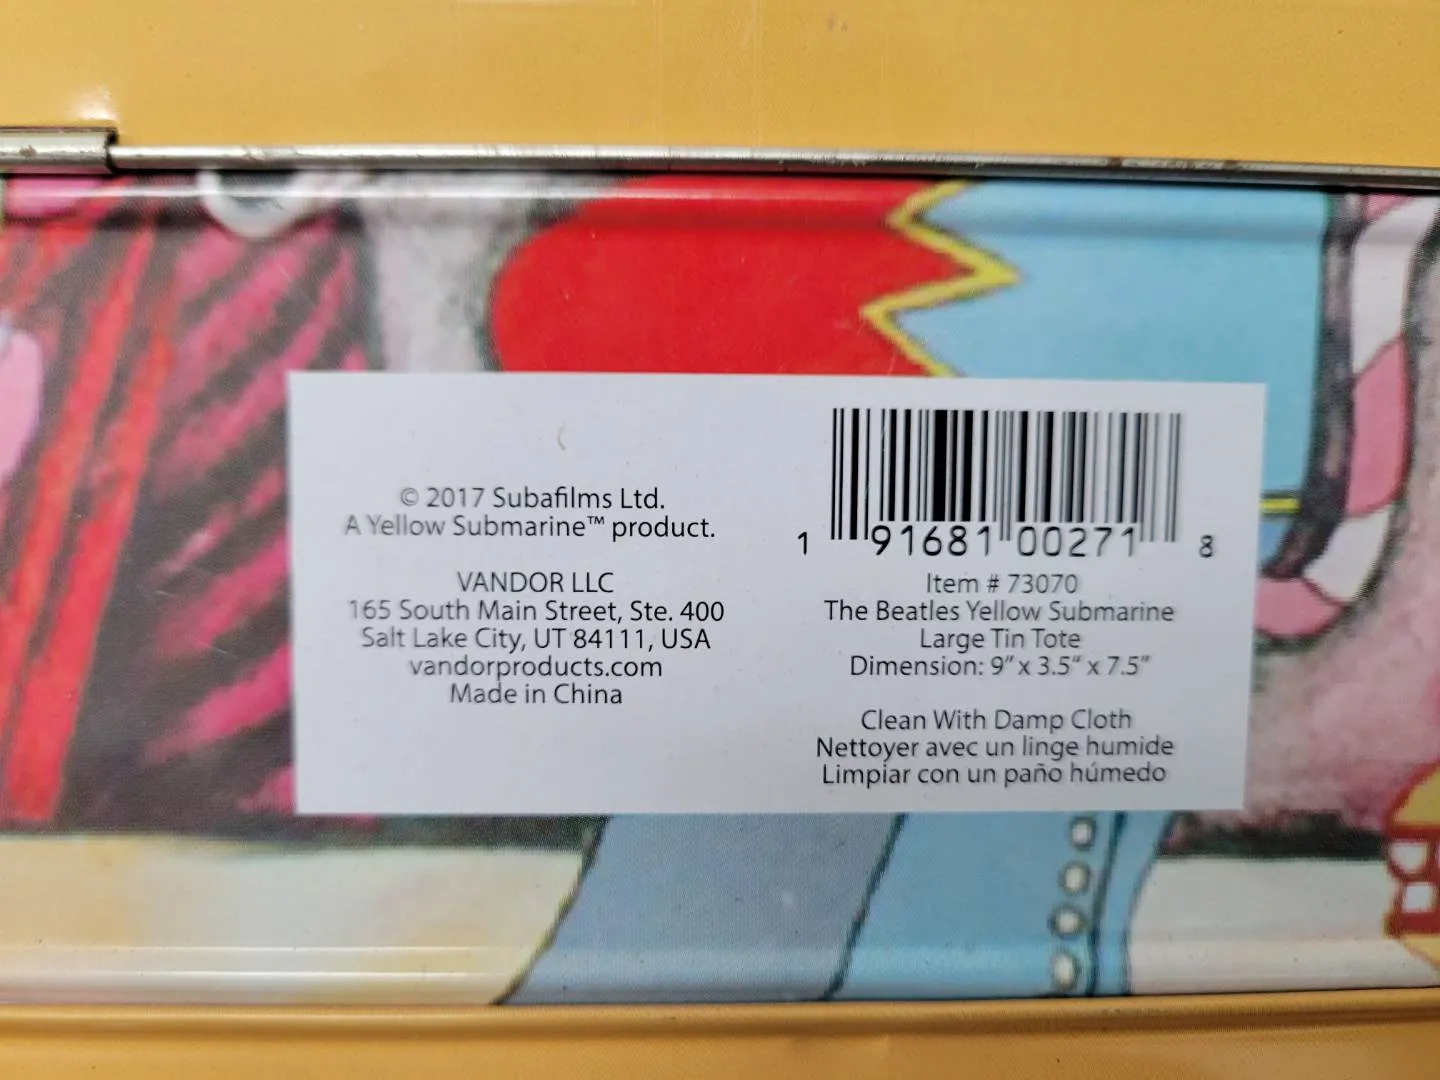 © 2017 Subafilms Ltd.
A Yellow Submarine™ product.
VANDOR LLC
165 South Main Street, Ste. 400
Salt Lake City, UT 84111, USA
vandorproducts.com
Made in China
1 91681 00271 8
Item # 73070
The Beatles Yellow Submarine
Large Tin Tote
Dimension: 9” x 3.5“ x 7.5”
Clean With Damp Cloth
Nettoyer avec un linge humide
Limpiar con un paño húmedo